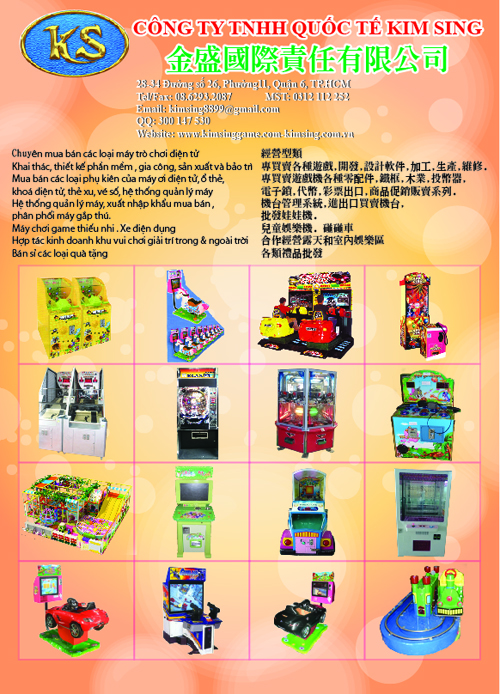 KS
CÔNG TY TNHH QUỐC TẾ KIM SING
金盛國際責任有限公司
28-44 Đường số 26, Phường11, Quận 6, TP.HCM
Tel/Fax: 08.6293.2087 MST: 0312 112 252
Email: kimsing8899@gmail.com
QQ: 800 147 850
Website: www.kimsinggame.com-kimsing.com.vn
Chuyên mua bán các loại máy trò chơi điện tử
Khai thác, thiết kế phần mềm , gia công, sản xuất và bảo trì
Mua bán các loại phụ kiện của máy ơi điện tử, ổ thẻ,
khoá điện tử, thẻ xu, vé số, hệ thống quản lý máy
Hệ thống quản lý máy, xuất nhập khẩu mua bán ,
phân phối máy gắp thú.
Máy chơi game thiếu nhi . Xe điện dụng
Hợp tác kinh doanh khu vui chơi giải trí trong & ngoài trời
Bán sỉ các loại quà tặng
經營型類
專買賣各種遊戲,開發,設計軟件,加工,生產,維修.
專買賣遊戲機各種零配件,鐵框,木業,投幣器,
電子鎖,代幣,彩票出口,商品促銷販賣系列.
機台管理系統,進出口買賣機台.
批發娃娃機.
兒童娛樂機. 碰碰車
合作經營露天和室內娛樂區
各類禮品批發